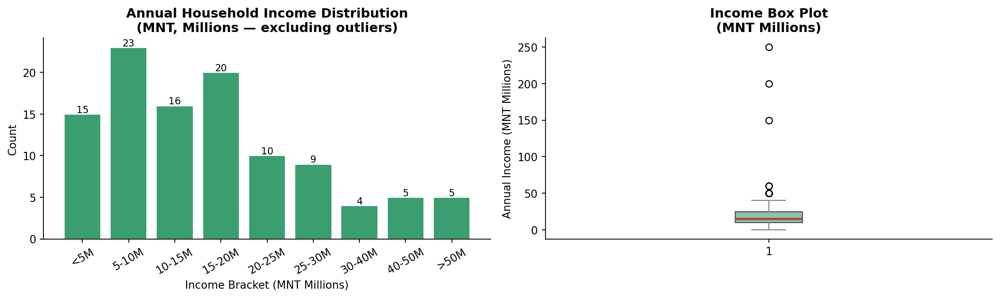 Annual Household Income Distribution
(MNT, Millions — excluding outliers)
23
20
16
15
10
9
4
5
5
20
15
10
5
0
Count
<5M
5-10M
10-15M
15-20M
20-25M
25-30M
30-40M
40-50M
>50M
Income Bracket (MNT Millions)
Income Box Plot
(MNT Millions)
250
200
150
100
50
0
Annual Income (MNT Millions)
1